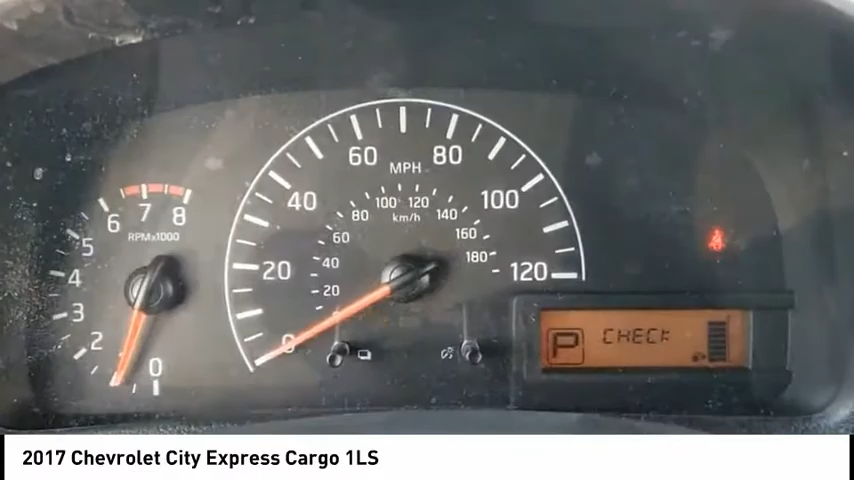 60 MPH 80
40 100
20 120
0
100 120
80 140
km/h
60 160
40 180
20
6 7 8
RPMx1000
5
4
3
2
0
P CHECK
2017 Chevrolet City Express Cargo 1LS